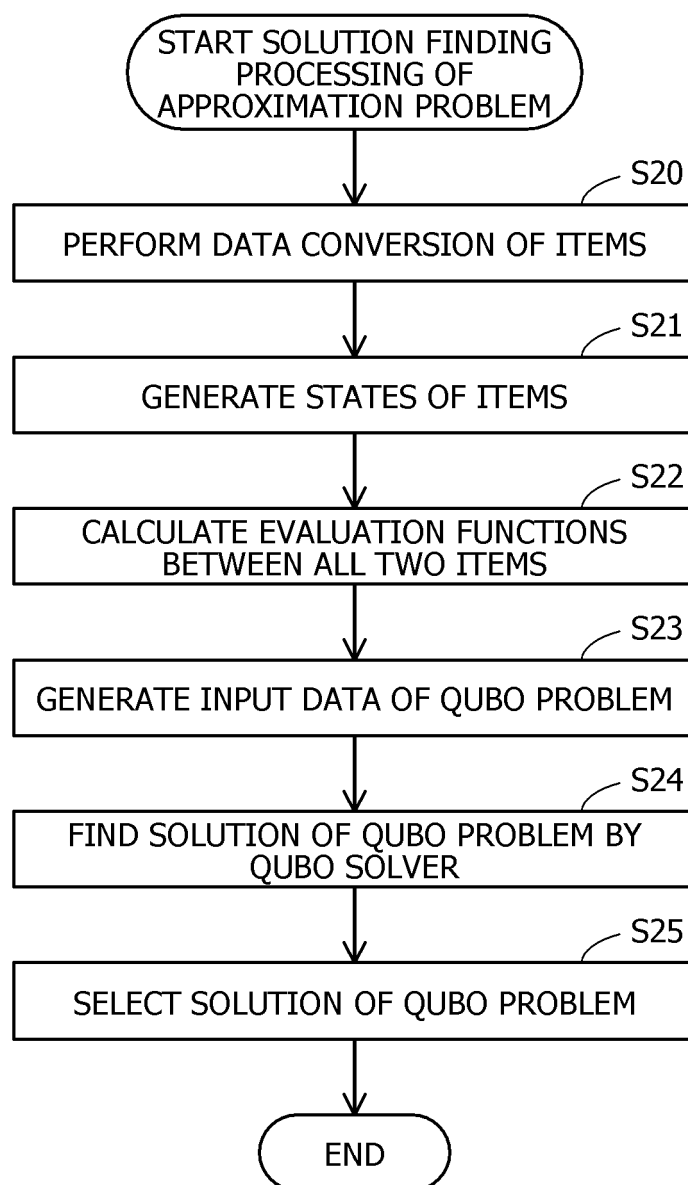 START SOLUTION FINDING
PROCESSING OF
APPROXIMATION PROBLEM
S20
PERFORM DATA CONVERSION OF ITEMS
S21
GENERATE STATES OF ITEMS
S22
CALCULATE EVALUATION FUNCTIONS
BETWEEN ALL TWO ITEMS
S23
GENERATE INPUT DATA OF QUBO PROBLEM
S24
FIND SOLUTION OF QUBO PROBLEM BY
QUBO SOLVER
S25
SELECT SOLUTION OF QUBO PROBLEM
END